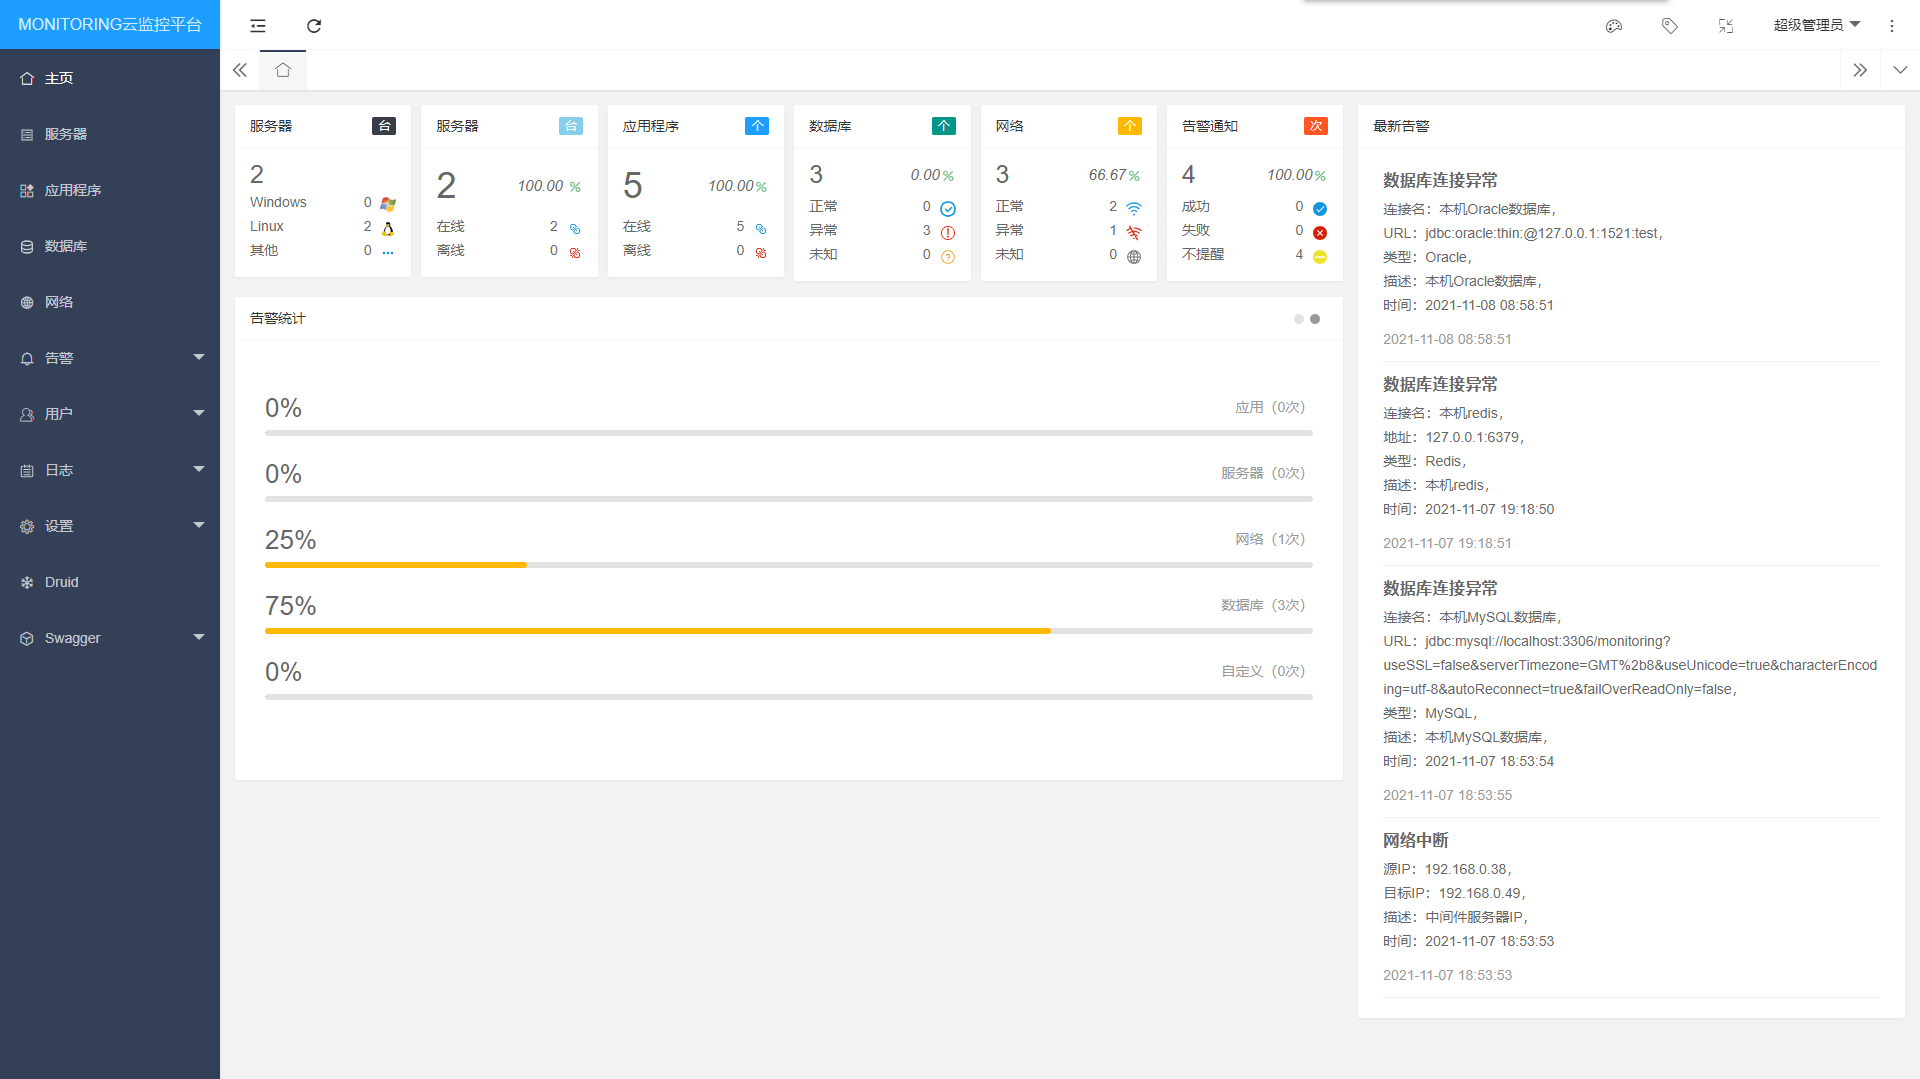 MONITORING云监控平台
超级管理员
主页
服务器
应用程序
数据库
网络
告警
用户
日志
设置
Druid
Swagger
服务器 台
2
Windows 0
Linux 2
其他 0
服务器 台
2 100.00 %
在线 2
离线 0
应用程序 个
5 100.00%
在线 5
离线 0
数据库 个
3 0.00%
正常 0
异常 3
未知 0
网络 个
3 66.67%
正常 2
异常 1
未知 0
告警通知 次
4 100.00%
成功 0
失败 0
不提醒 4
告警统计
0% 应用（0次）
0% 服务器（0次）
25% 网络（1次）
75% 数据库（3次）
0% 自定义（0次）
最新告警
数据库连接异常
连接名：本机Oracle数据库，
URL：jdbc:oracle:thin:@127.0.0.1:1521:test，
类型：Oracle，
描述：本机Oracle数据库，
时间：2021-11-08 08:58:51
2021-11-08 08:58:51
数据库连接异常
连接名：本机redis，
地址：127.0.0.1:6379，
类型：Redis，
描述：本机redis，
时间：2021-11-07 19:18:50
2021-11-07 19:18:51
数据库连接异常
连接名：本机MySQL数据库，
URL：jdbc:mysql://localhost:3306/monitoring?
useSSL=false&serverTimezone=GMT%2b8&useUnicode=true&characterEncod
ing=utf-8&autoReconnect=true&failOverReadOnly=false，
类型：MySQL，
描述：本机MySQL数据库，
时间：2021-11-07 18:53:54
2021-11-07 18:53:55
网络中断
源IP：192.168.0.38，
目标IP：192.168.0.49，
描述：中间件服务器IP，
时间：2021-11-07 18:53:53
2021-11-07 18:53:53